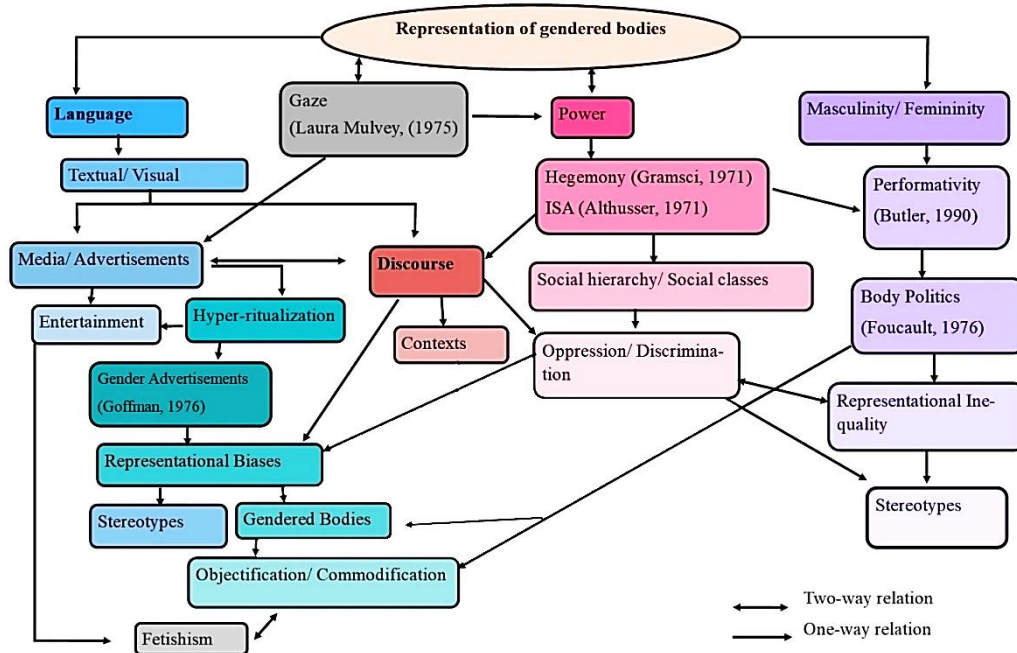 Representation of gendered bodies
Language
Gaze
(Laura Mulvey, (1975)
Power
Masculinity/ Femininity
Textual/ Visual
Hegemony (Gramsci, 1971)
ISA (Althusser, 1971)
Performativity
(Butler, 1990)
Media/ Advertisements
Discourse
Social hierarchy/ Social classes
Body Politics
(Foucault, 1976)
Entertainment
Hyper-ritualization
Contexts
Oppression/ Discrimina-
tion
Gender Advertisements
(Goffman, 1976)
Representational Ine-
quality
Representational Biases
Stereotypes
Gendered Bodies
Stereotypes
Objectification/ Commodification
Fetishism
Two-way relation
One-way relation